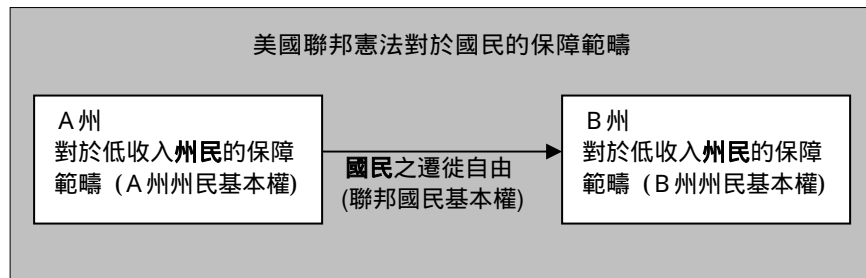 美國聯邦憲法對於國民的保障範疇
A州
對於低收入州民的保障
範疇（A州州民基本權）
國民之遷徙自由
(聯邦國民基本權)
B州
對於低收入州民的保障
範疇（B州州民基本權）